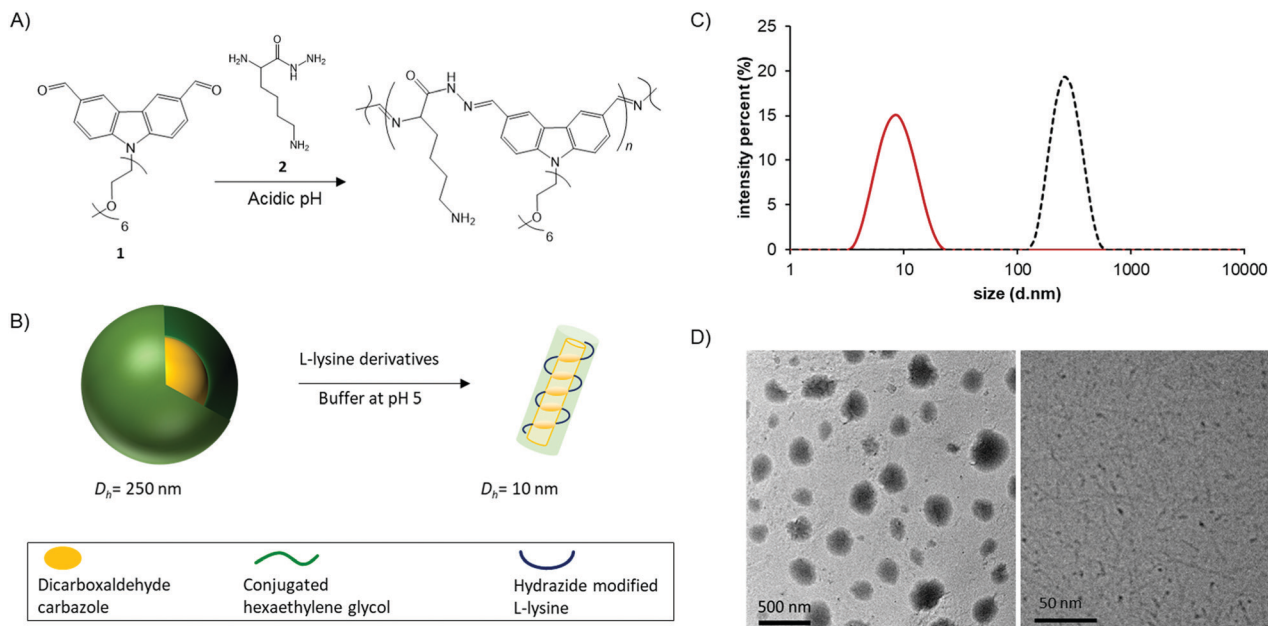 A)
O
O
N
O
6
1
H₂N
O
H
N
NH₂
NH₂
2
Acidic pH
N
O
H
N
N
N
n
NH₂
N
O
6
B)
L-lysine derivatives
Buffer at pH 5
Dₕ= 250 nm
Dₕ= 10 nm
Dicarboxaldehyde
carbazole
Conjugated
hexaethylene glycol
Hydrazide modified
L-lysine
C)
intensity percent (%)
25
20
15
10
5
0
1
10
100
1000
10000
size (d.nm)
D)
500 nm
50 nm